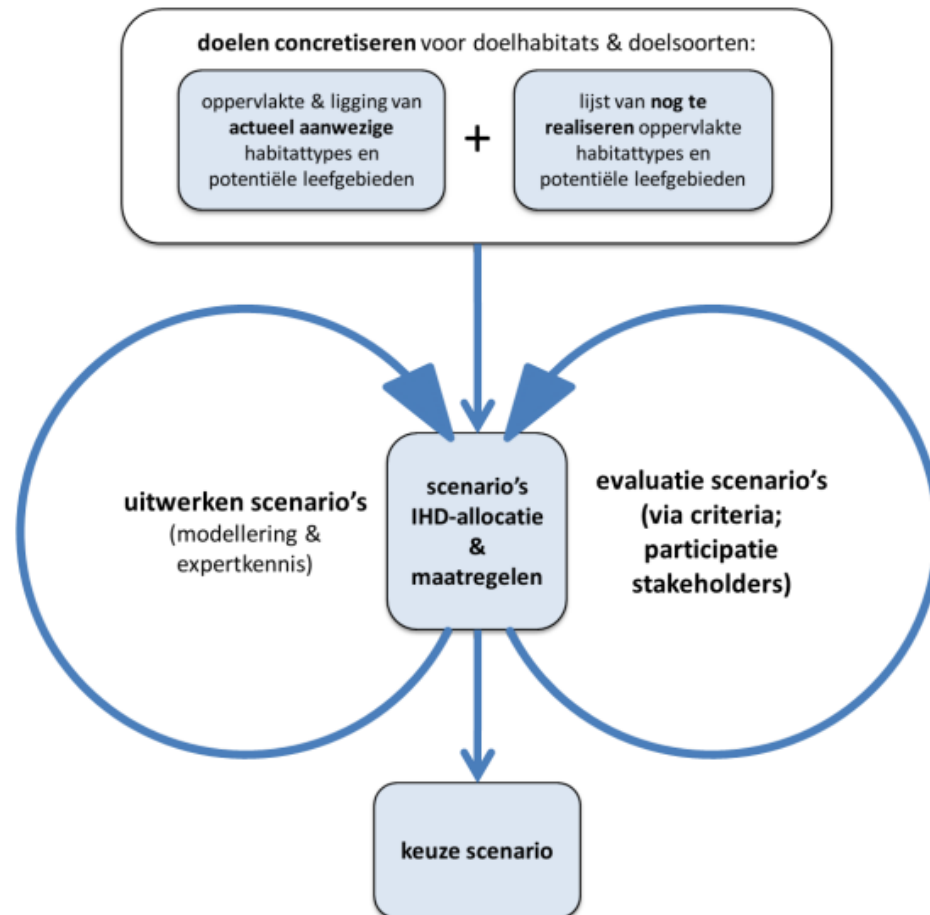 doelen concretiseren voor doelhabitats & doelsoorten:
oppervlakte & ligging van
actueel aanwezige
habitattypes en
potentiële leefgebieden
+
lijst van nog te
realiseren oppervlakte
habitattypes en
potentiële leefgebieden
uitwerken scenario's
(modellering &
expertkennis)
scenario's
IHD-allocatie
&
maatregelen
evaluatie scenario's
(via criteria;
participatie
stakeholders)
keuze scenario